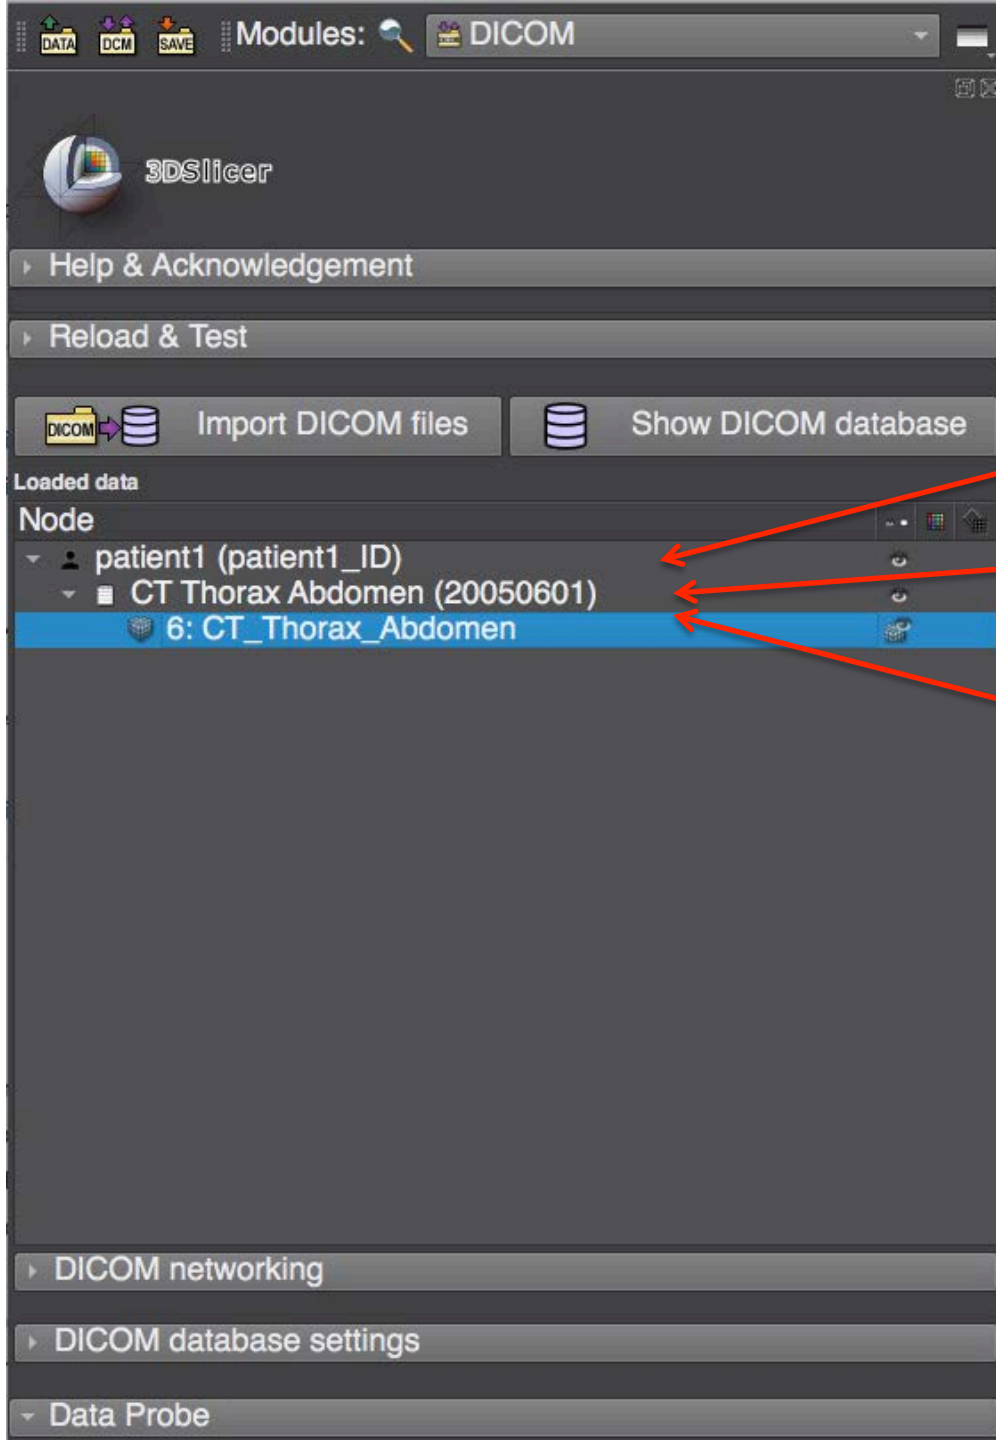 DATA DCM SAVE Modules: DICOM
3DSlicer
Help & Acknowledgement
Reload & Test
DICOM Import DICOM files Show DICOM database
Loaded data
Node
patient1 (patient1_ID)
CT Thorax Abdomen (20050601)
6: CT_Thorax_Abdomen
DICOM networking
DICOM database settings
Data Probe